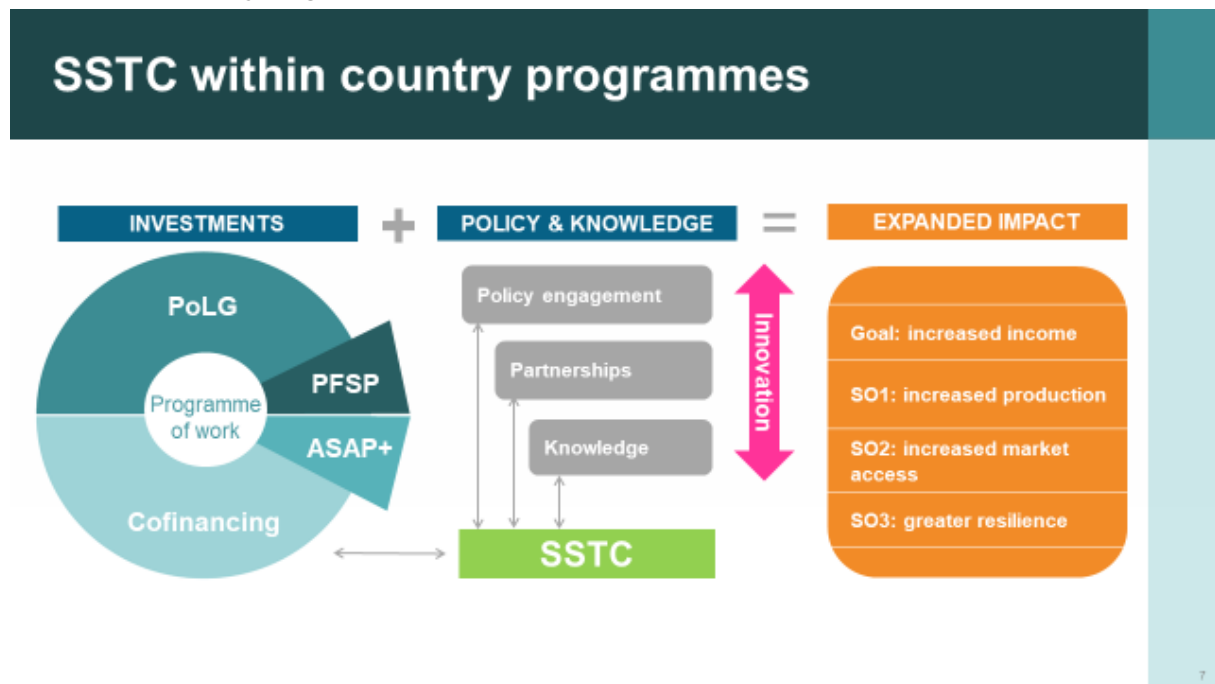 SSTC within country programmes
INVESTMENTS
+
POLICY & KNOWLEDGE
=
EXPANDED IMPACT
PoLG
PFSP
Programme
of work
ASAP+
Cofinancing
Policy engagement
Partnerships
Knowledge
SSTC
Innovation
Goal: increased income
SO1: increased production
SO2: increased market
access
SO3: greater resilience
7